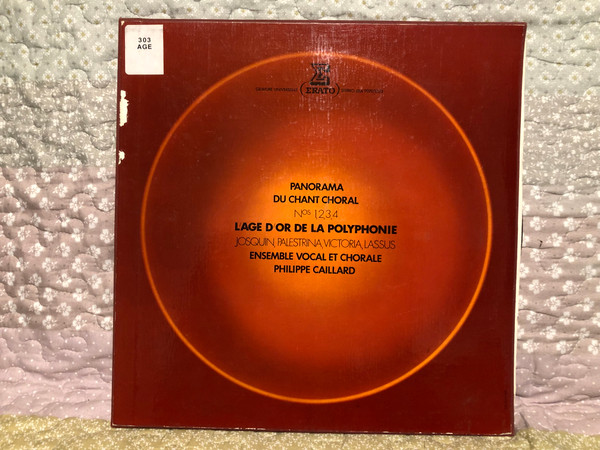 303
AGE
ERATO
PANORAMA
DU CHANT CHORAL
Nos 1.2.3.4
L'AGE D'OR DE LA POLYPHONIE
JOSQUIN, PALESTRINA, VICTORIA, LASSUS
ENSEMBLE VOCAL ET CHORALE
PHILIPPE CAILLARD